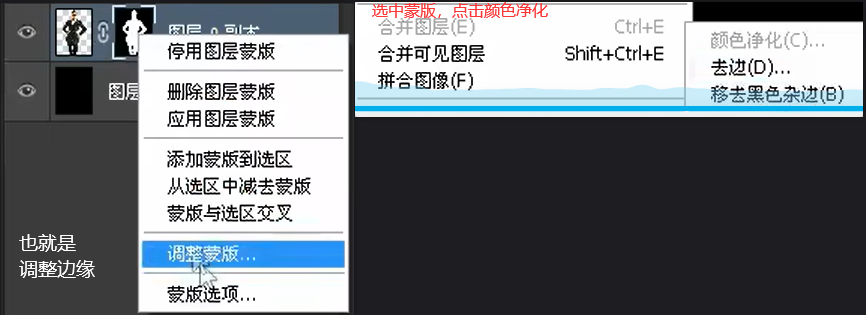 图层 0 副本
停用图层蒙版
删除图层蒙版
图层
应用图层蒙版
添加蒙版到选区
从选区中减去蒙版
蒙版与选区交叉
调整蒙版...
蒙版选项...
也就是
调整边缘
选中蒙版，点击颜色净化
合并图层(E) Ctrl+E
合并可见图层 Shift+Ctrl+E
拼合图像(F)
颜色净化(C)...
去边(D)...
移去黑色杂边(B)